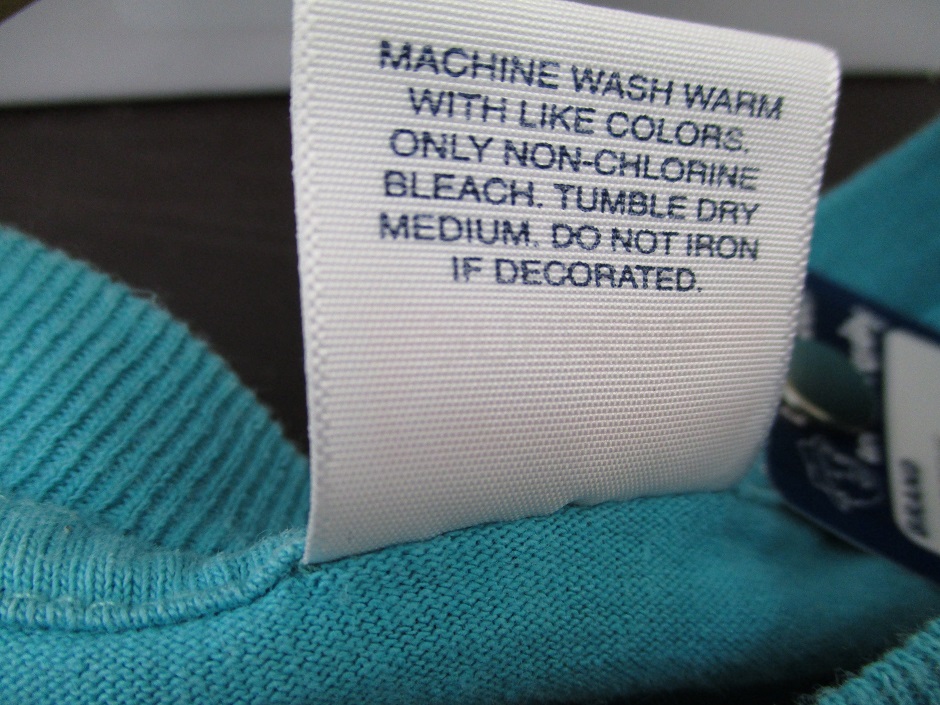 MACHINE WASH WARM
WITH LIKE COLORS.
ONLY NON-CHLORINE
BLEACH. TUMBLE DRY
MEDIUM. DO NOT IRON
IF DECORATED.